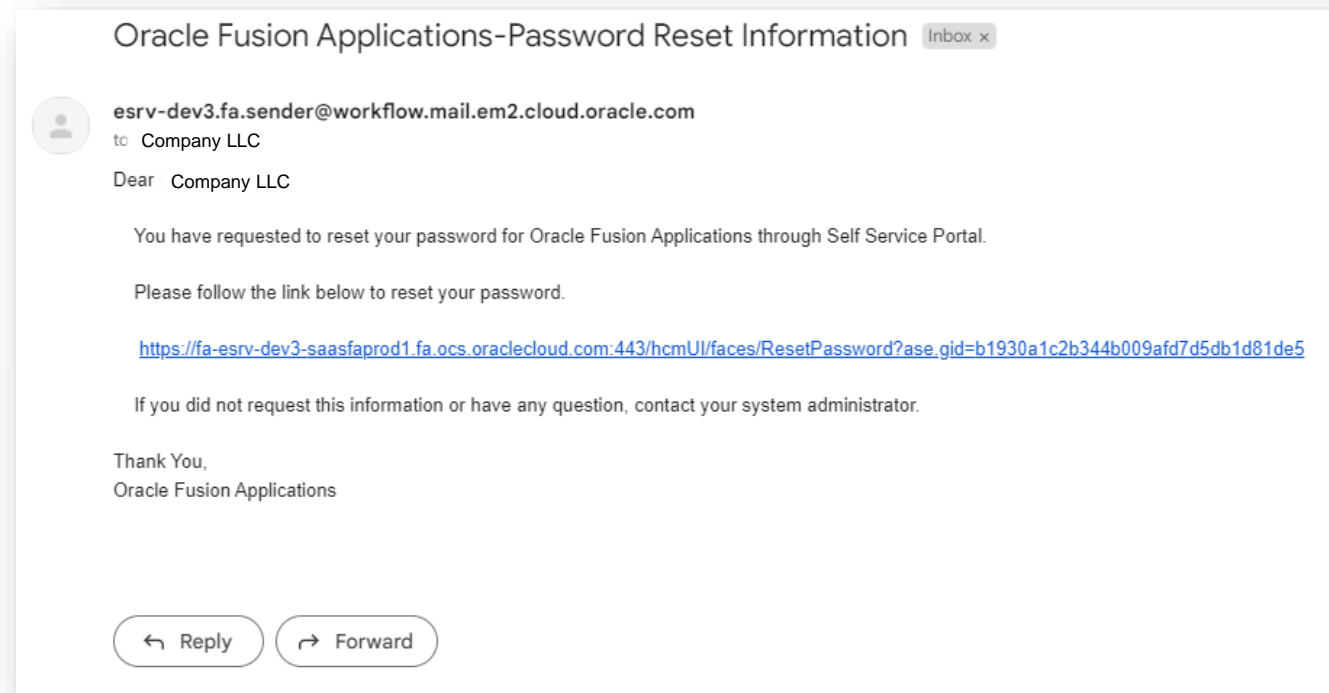 Oracle Fusion Applications-Password Reset Information Inbox ×
esrv-dev3.fa.sender@workflow.mail.em2.cloud.oracle.com
to Company LLC
Dear Company LLC
You have requested to reset your password for Oracle Fusion Applications through Self Service Portal.
Please follow the link below to reset your password.
https://fa-esrv-dev3-saasfaprod1.fa.ocs.oraclecloud.com:443/hcmUI/faces/ResetPassword?ase.gid=b1930a1c2b344b009afd7d5db1d81de5
If you did not request this information or have any question, contact your system administrator.
Thank You,
Oracle Fusion Applications
Reply Forward